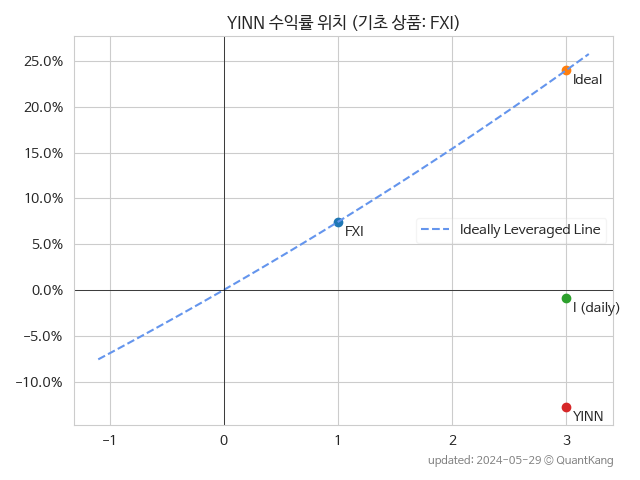 YINN 수익률 위치 (기초 상품: FXI)
25.0%
20.0%
15.0%
10.0%
5.0%
0.0%
−5.0%
−10.0%
Ideal
FXI
Ideally Leveraged Line
I (daily)
YINN
−1
0
1
2
3
updated: 2024-05-29 © QuantKang